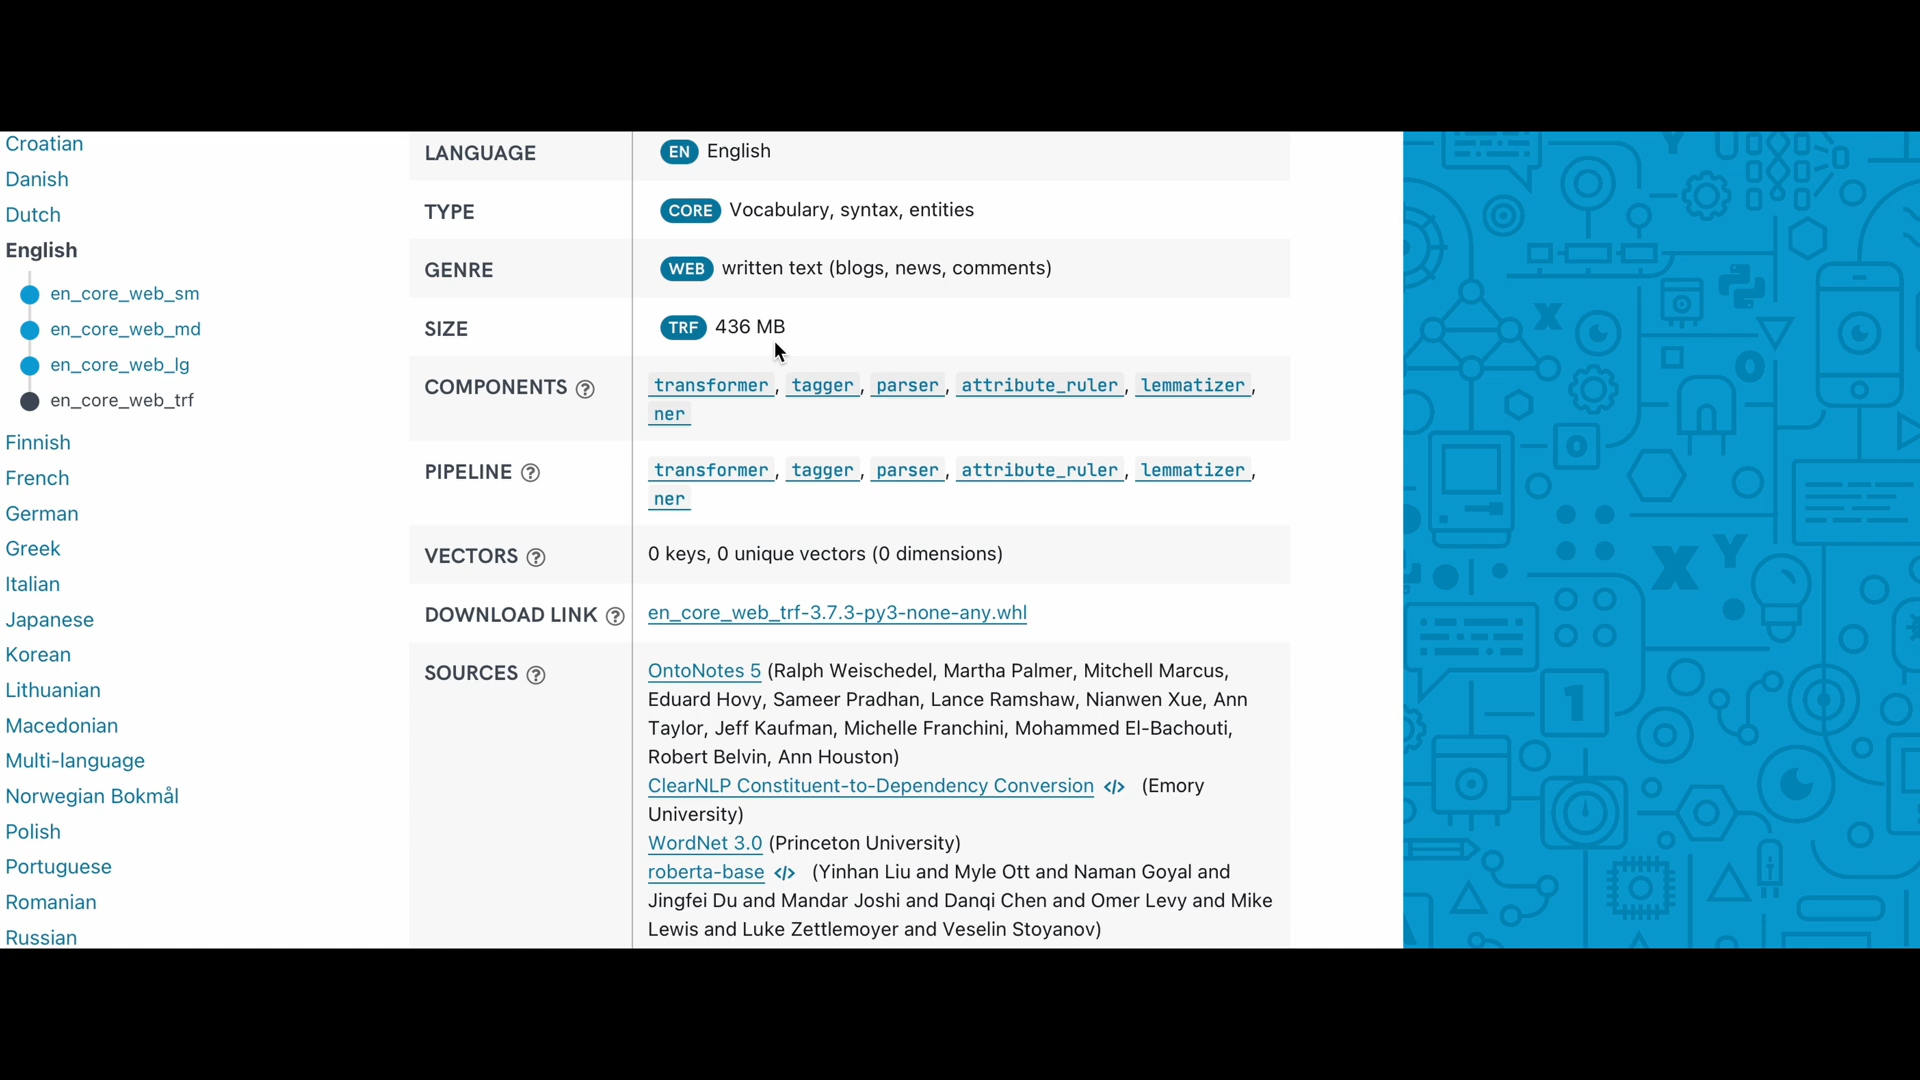 Croatian
Danish
Dutch
English
en_core_web_sm
en_core_web_md
en_core_web_lg
en_core_web_trf
Finnish
French
German
Greek
Italian
Japanese
Korean
Lithuanian
Macedonian
Multi-language
Norwegian Bokmål
Polish
Portuguese
Romanian
Russian
LANGUAGE EN English
TYPE CORE Vocabulary, syntax, entities
GENRE WEB written text (blogs, news, comments)
SIZE TRF 436 MB
COMPONENTS ? transformer, tagger, parser, attribute_ruler, lemmatizer,
ner
PIPELINE ? transformer, tagger, parser, attribute_ruler, lemmatizer,
ner
VECTORS ? 0 keys, 0 unique vectors (0 dimensions)
DOWNLOAD LINK ? en_core_web_trf-3.7.3-py3-none-any.whl
SOURCES ? OntoNotes 5 (Ralph Weischedel, Martha Palmer, Mitchell Marcus,
Eduard Hovy, Sameer Pradhan, Lance Ramshaw, Nianwen Xue, Ann
Taylor, Jeff Kaufman, Michelle Franchini, Mohammed El-Bachouti,
Robert Belvin, Ann Houston)
ClearNLP Constituent-to-Dependency Conversion </> (Emory
University)
WordNet 3.0 (Princeton University)
roberta-base </> (Yinhan Liu and Myle Ott and Naman Goyal and
Jingfei Du and Mandar Joshi and Danqi Chen and Omer Levy and Mike
Lewis and Luke Zettlemoyer and Veselin Stoyanov)
Y
X
0
0
X Y
1